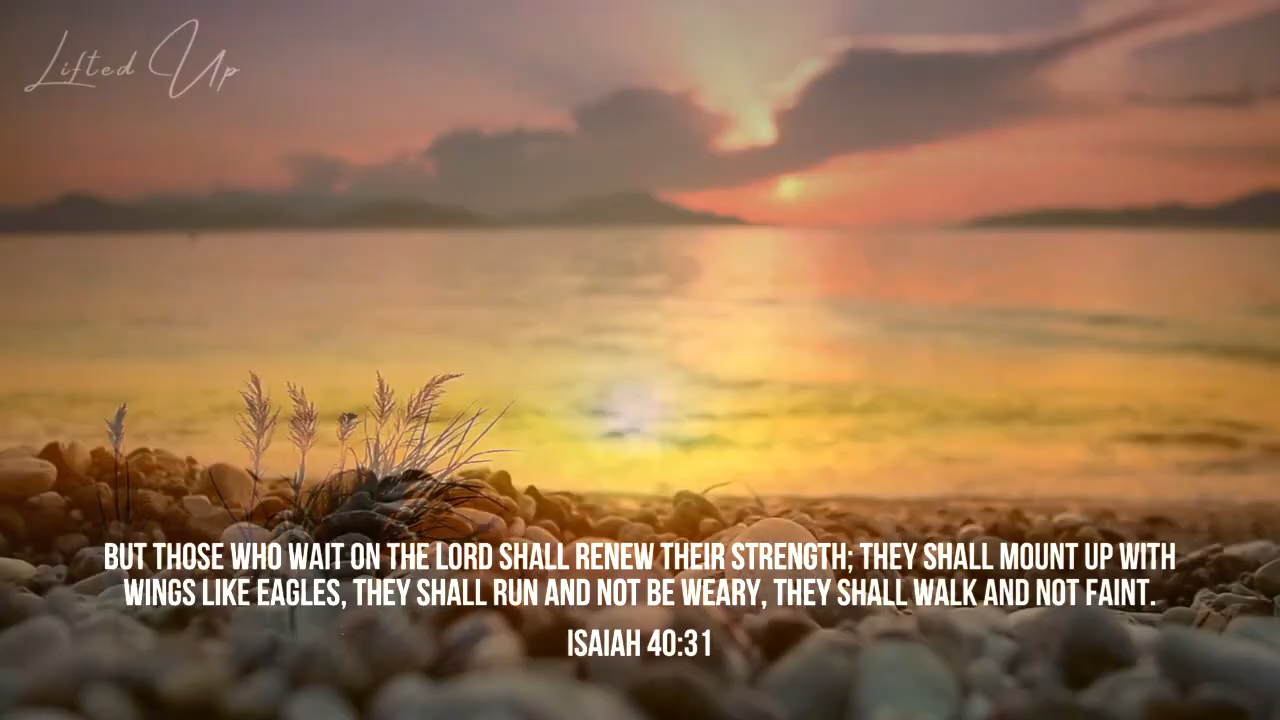 Lifted Up
BUT THOSE WHO WAIT ON THE LORD SHALL RENEW THEIR STRENGTH; THEY SHALL MOUNT UP WITH
WINGS LIKE EAGLES, THEY SHALL RUN AND NOT BE WEARY, THEY SHALL WALK AND NOT FAINT.
ISAIAH 40:31